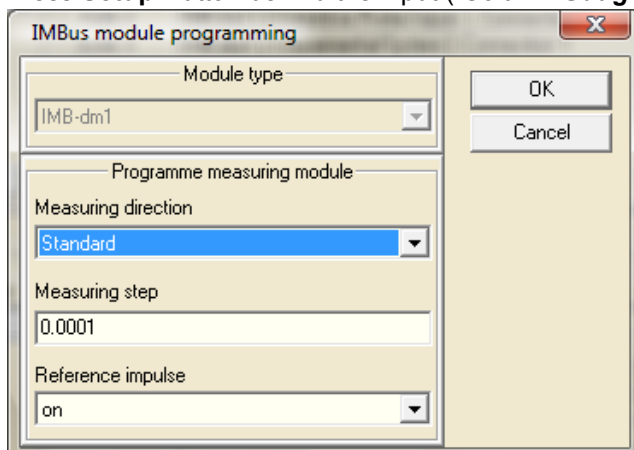 IMBus module programming
Module type
IMB-dm1
OK
Cancel
Programme measuring module
Measuring direction
Standard
Measuring step
0.0001
Reference impulse
on